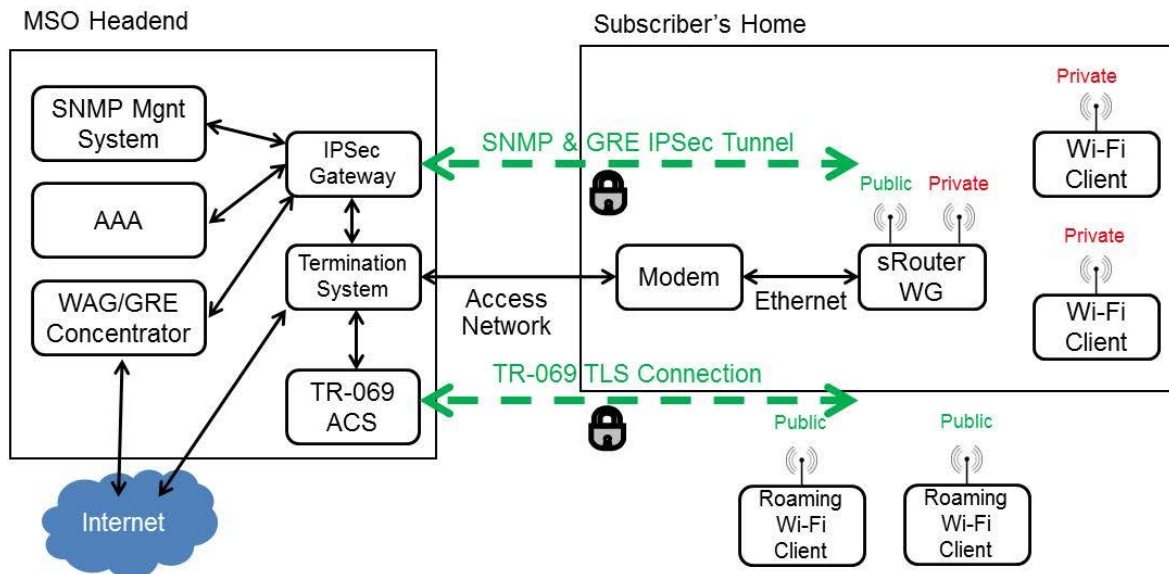 MSO Headend
SNMP Mgnt
System
AAA
WAG/GRE
Concentrator
IPSec
Gateway
Termination
System
TR-069
ACS
Internet
SNMP & GRE IPSec Tunnel
Access
Network
TR-069 TLS Connection
Subscriber's Home
Modem
Ethernet
Public
Private
sRouter
WG
Private
Wi-Fi
Client
Private
Wi-Fi
Client
Public
Roaming
Wi-Fi
Client
Public
Roaming
Wi-Fi
Client